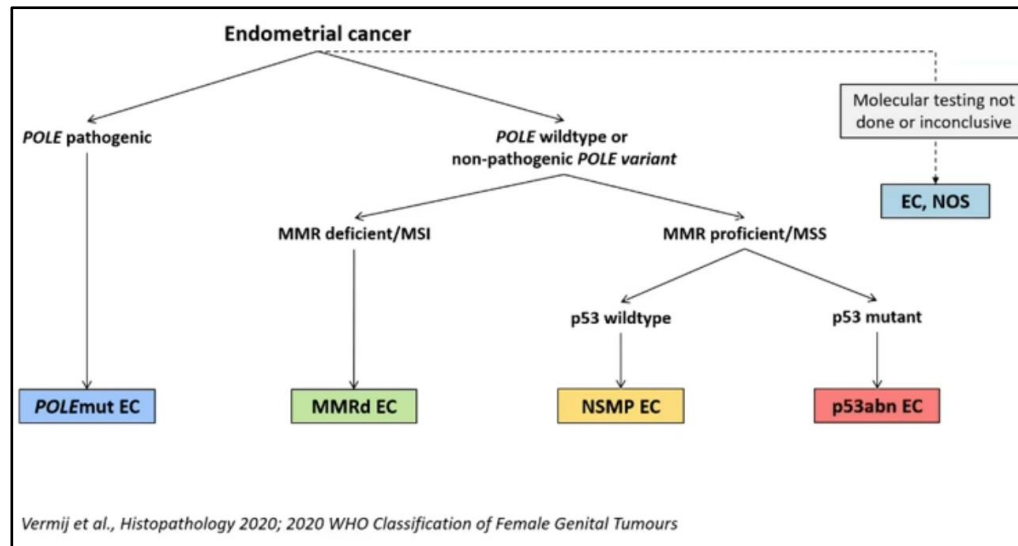 Endometrial cancer
Molecular testing not
done or inconclusive
POLE pathogenic
POLE wildtype or
non-pathogenic POLE variant
EC, NOS
MMR deficient/MSI
MMR proficient/MSS
p53 wildtype
p53 mutant
POLEmut EC
MMRd EC
NSMP EC
p53abn EC
Vermij et al., Histopathology 2020; 2020 WHO Classification of Female Genital Tumours